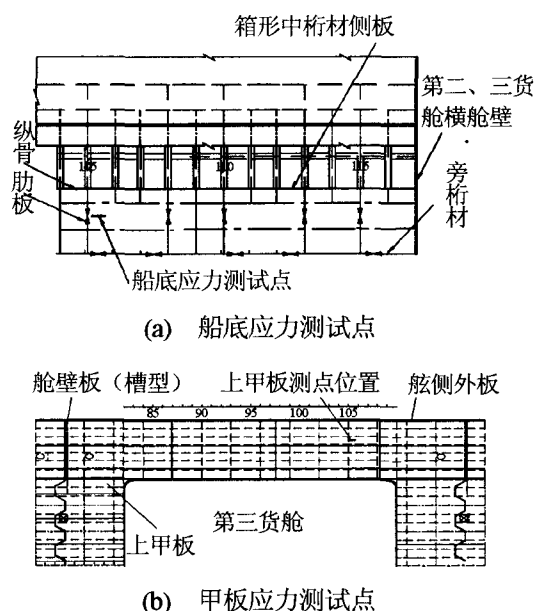 箱形中桁材侧板
第二、三货
舱横舱壁
纵骨
肋板
105
110
115
旁桁材
船底应力测试点
(a) 船底应力测试点
舱壁板（槽型）
上甲板测点位置
舷侧外板
85 90 95 100 105
上甲板
第三货舱
(b) 甲板应力测试点